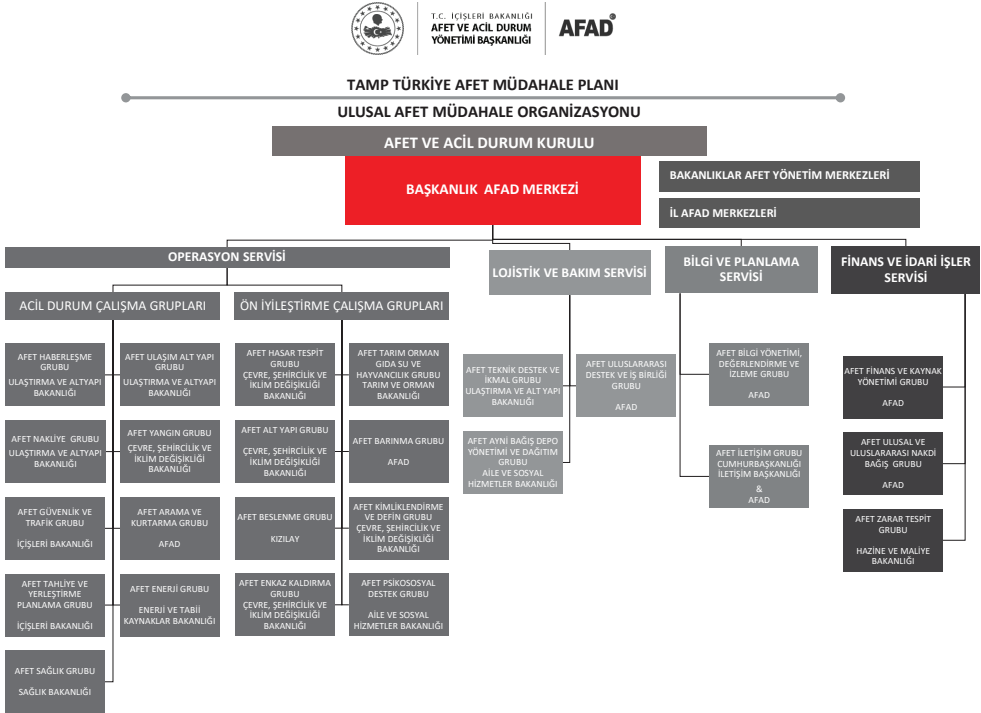 T.C. İÇİŞLERİ BAKANLIĞI
AFET VE ACİL DURUM
YÖNETİMİ BAŞKANLIĞI
AFAD
TAMP TÜRKİYE AFET MÜDAHALE PLANI
ULUSAL AFET MÜDAHALE ORGANİZASYONU
AFET VE ACİL DURUM KURULU
BAŞKANLIK AFAD MERKEZİ
BAKANLIKLAR AFET YÖNETİM MERKEZLERİ
İL AFAD MERKEZLERİ
OPERASYON SERVİSİ
ACİL DURUM ÇALIŞMA GRUPLARI
AFET HABERLEŞME
GRUBU
ULAŞTIRMA VE ALTYAPI
BAKANLIĞI
AFET ULAŞIM ALT YAPI
GRUBU
ULAŞTIRMA VE ALTYAPI
BAKANLIĞI
AFET NAKLİYE GRUBU
ULAŞTIRMA VE ALTYAPI
BAKANLIĞI
AFET YANGIN GRUBU
ÇEVRE, ŞEHİRCİLİK VE
İKLİM DEĞİŞİKLİĞİ
BAKANLIĞI
AFET GÜVENLİK VE
TRAFİK GRUBU
İÇİŞLERİ BAKANLIĞI
AFET ARAMA VE
KURTARMA GRUBU
AFAD
AFET TAHLİYE VE
YERLEŞTİRME
PLANLAMA GRUBU
İÇİŞLERİ BAKANLIĞI
AFET ENERJİ GRUBU
ENERJİ VE TABİİ
KAYNAKLAR BAKANLIĞI
AFET SAĞLIK GRUBU
SAĞLIK BAKANLIĞI
ÖN İYİLEŞTİRME ÇALIŞMA GRUPLARI
AFET HASAR TESPİT
GRUBU
ÇEVRE, ŞEHİRCİLİK VE
İKLİM DEĞİŞİKLİĞİ
BAKANLIĞI
AFET TARIM ORMAN
GIDA SU VE
HAYVANCILIK GRUBU
TARIM VE ORMAN
BAKANLIĞI
AFET ALT YAPI GRUBU
ÇEVRE, ŞEHİRCİLİK VE
İKLİM DEĞİŞİKLİĞİ
BAKANLIĞI
AFET BARINMA GRUBU
AFAD
AFET BESLENME GRUBU
KIZILAY
AFET KİMLİKLENDİRME
VE DEFİN GRUBU
ÇEVRE, ŞEHİRCİLİK VE
İKLİM DEĞİŞİKLİĞİ
BAKANLIĞI
AFET ENKAZ KALDIRMA
GRUBU
ÇEVRE, ŞEHİRCİLİK VE
İKLİM DEĞİŞİKLİĞİ
BAKANLIĞI
AFET PSİKOSOSYAL
DESTEK GRUBU
AİLE VE SOSYAL
HİZMETLER BAKANLIĞI
LOJİSTİK VE BAKIM SERVİSİ
AFET TEKNİK DESTEK VE
İKMAL GRUBU
ULAŞTIRMA VE ALT YAPI
BAKANLIĞI
AFET ULUSLARARASI
DESTEK VE İŞ BİRLİĞİ
GRUBU
AFAD
AFET AYNİ BAĞIŞ DEPO
YÖNETİMİ VE DAĞITIM
GRUBU
AİLE VE SOSYAL
HİZMETLER BAKANLIĞI
BİLGİ VE PLANLAMA
SERVİSİ
AFET BİLGİ YÖNETİMİ,
DEĞERLENDİRME VE
İZLEME GRUBU
AFAD
AFET İLETİŞİM GRUBU
CUMHURBAŞKANLIĞI
İLETİŞİM BAŞKANLIĞI
&
AFAD
FİNANS VE İDARİ İŞLER
SERVİSİ
AFET FİNANS VE KAYNAK
YÖNETİMİ GRUBU
AFAD
AFET ULUSAL VE
ULUSLARARASI NAKDİ
BAĞIŞ GRUBU
AFAD
AFET ZARAR TESPİT
GRUBU
HAZİNE VE MALİYE
BAKANLIĞI